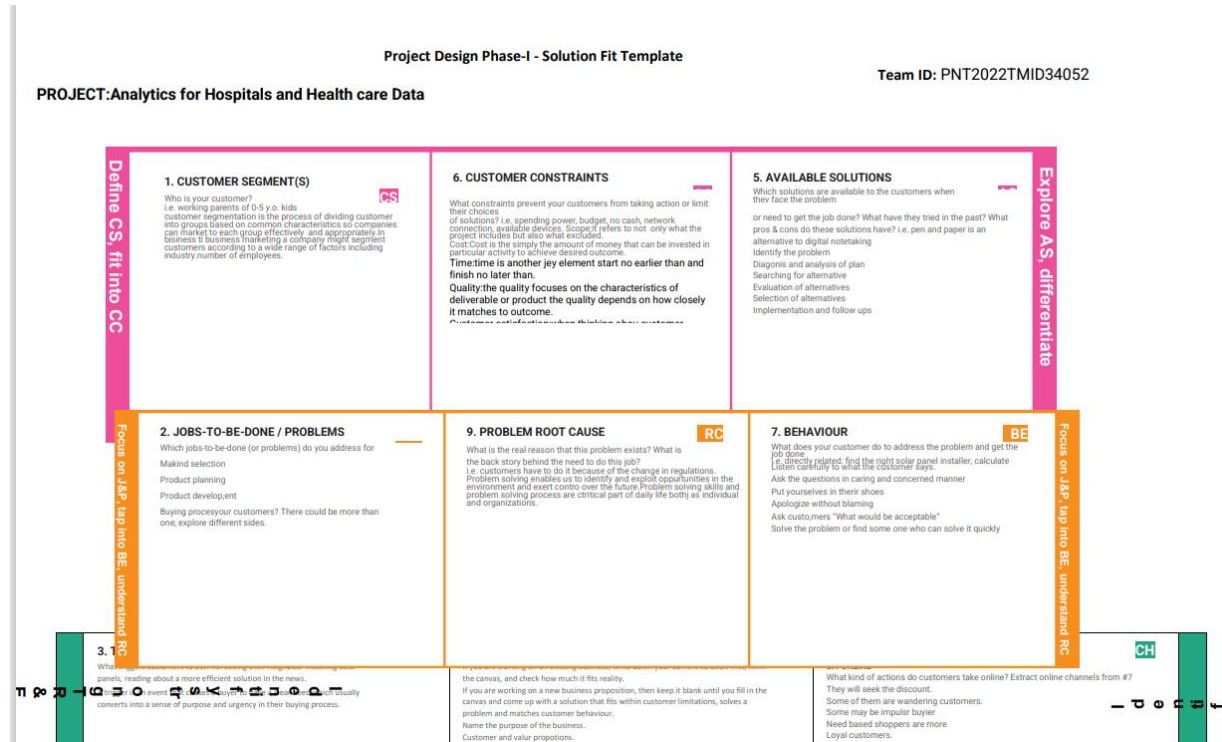 Project Design Phase-I - Solution Fit Template
Team ID: PNT2022TMID34052
PROJECT:Analytics for Hospitals and Health care Data
Define CS, fit into CC
1. CUSTOMER SEGMENT(S)
CS
Who is your customer?
i.e. working parents of 0-5 y.o. kids
customer segmentation is the process of dividing customer
into groups based on common characteristics so companies
can market to each group effectively and appropriately.In
bisiness ti business marketing a company might segment
customers according to a wide range of factors including
industry.number of employees.
6. CUSTOMER CONSTRAINTS
What constraints prevent your customers from taking action or limit
their choices
of solutions? i.e. spending power, budget, no cash, network
connection, available devices. Scope;it refers to not only what the
project includes but also what excluded.
Cost:Cost is the simply the amount of money that can be invested in
particular activity to achieve desired outcome.
Time:time is another jey element start no earlier than and
finish no later than.
Quality:the quality focuses on the characteristics of
deliverable or product the quality depends on how closely
it matches to outcome.
5. AVAILABLE SOLUTIONS
Which solutions are available to the customers when
they face the problem
or need to get the job done? What have they tried in the past? What
pros & cons do these solutions have? i.e. pen and paper is an
alternative to digital notetaking
Identify the problem
Diagonis and analysis of plan
Searching for alternative
Evaluation of alternatives
Selection of alternatives
Implementation and follow ups
Explore AS, differentiate
Focus on J&P, tap into BE, understand RC
2. JOBS-TO-BE-DONE / PROBLEMS
Which jobs-to-be-done (or problems) do you address for
Makind selection
Product planning
Product develop,ent
Buying procesyour customers? There could be more than
one; explore different sides.
9. PROBLEM ROOT CAUSE
RC
What is the real reason that this problem exists? What is
the back story behind the need to do this job?
i.e. customers have to do it because of the change in regulations.
Problem solving enables us to identify and exploit oppurtunities in the
environment and exert contro over the future.Problem solving skills and
problem solving process are ctritical part of daily life bothj as individual
and organizations.
7. BEHAVIOUR
BE
What does your customer do to address the problem and get the
job done
i.e. directly related: find the right solar panel installer, calculate
Listen carefully to what the customer says.
Ask the questions in caring and concerned manner
Put yourselves in their shoes
Apologize without blaming
Ask custo,mers "What would be acceptable"
Solve the problem or find some one who can solve it quickly
Focus on J&P, tap into BE, understand RC
3.
panels, reading about a more efficient solution in the news.
usually
converts into a sense of purpose and urgency in their buying process.
the canvas, and check how much it fits reality.
If you are working on a new business proposition, then keep it blank until you fill in the
canvas and come up with a solution that fits within customer limitations, solves a
problem and matches customer behaviour.
Name the purpose of the business.
Customer and valur propotions.
CH
What kind of actions do customers take online? Extract online channels from #7
They will seek the discount.
Some of them are wandering customers.
Some may be impulsr buyier
Need based shoppers are more
Loyal customers.